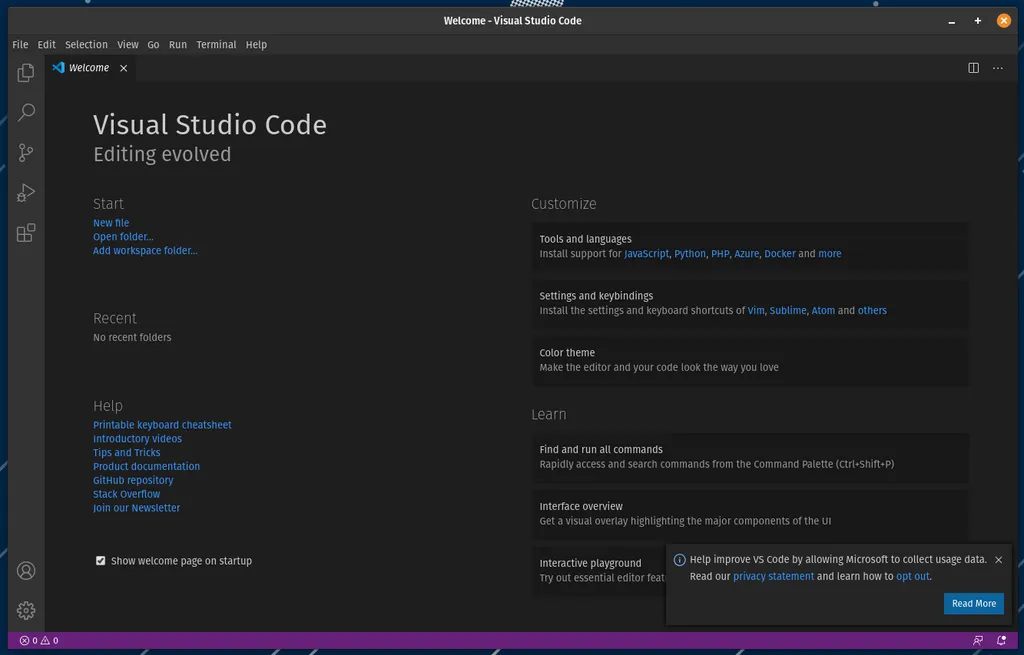 Welcome - Visual Studio Code
File Edit Selection View Go Run Terminal Help
Welcome
Visual Studio Code
Editing evolved
Start
New file
Open folder...
Add workspace folder...
Recent
No recent folders
Help
Printable keyboard cheatsheet
Introductory videos
Tips and Tricks
Product documentation
GitHub repository
Stack Overflow
Join our Newsletter
Show welcome page on startup
Customize
Tools and languages
Install support for JavaScript, Python, PHP, Azure, Docker and more
Settings and keybindings
Install the settings and keyboard shortcuts of Vim, Sublime, Atom and others
Color theme
Make the editor and your code look the way you love
Learn
Find and run all commands
Rapidly access and search commands from the Command Palette (Ctrl+Shift+P)
Interface overview
Get a visual overlay highlighting the major components of the UI
Interactive playground
Try out essential editor feat
Help improve VS Code by allowing Microsoft to collect usage data.
Read our privacy statement and learn how to opt out.
Read More
0 0